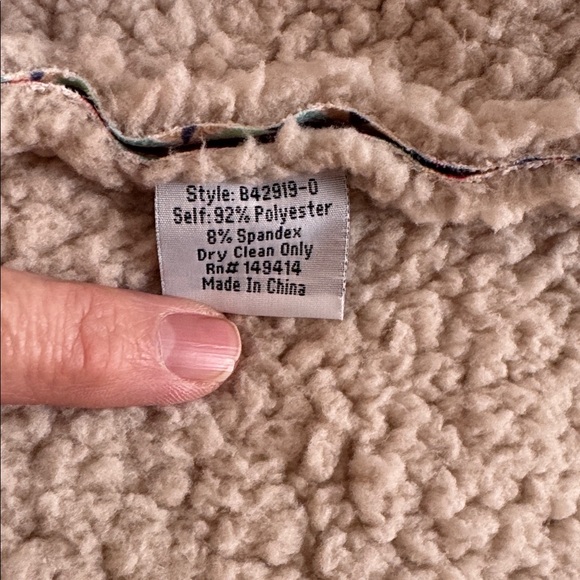 Style: B42919-0
Self: 92% Polyester
8% Spandex
Dry Clean Only
Rn# 149414
Made In China